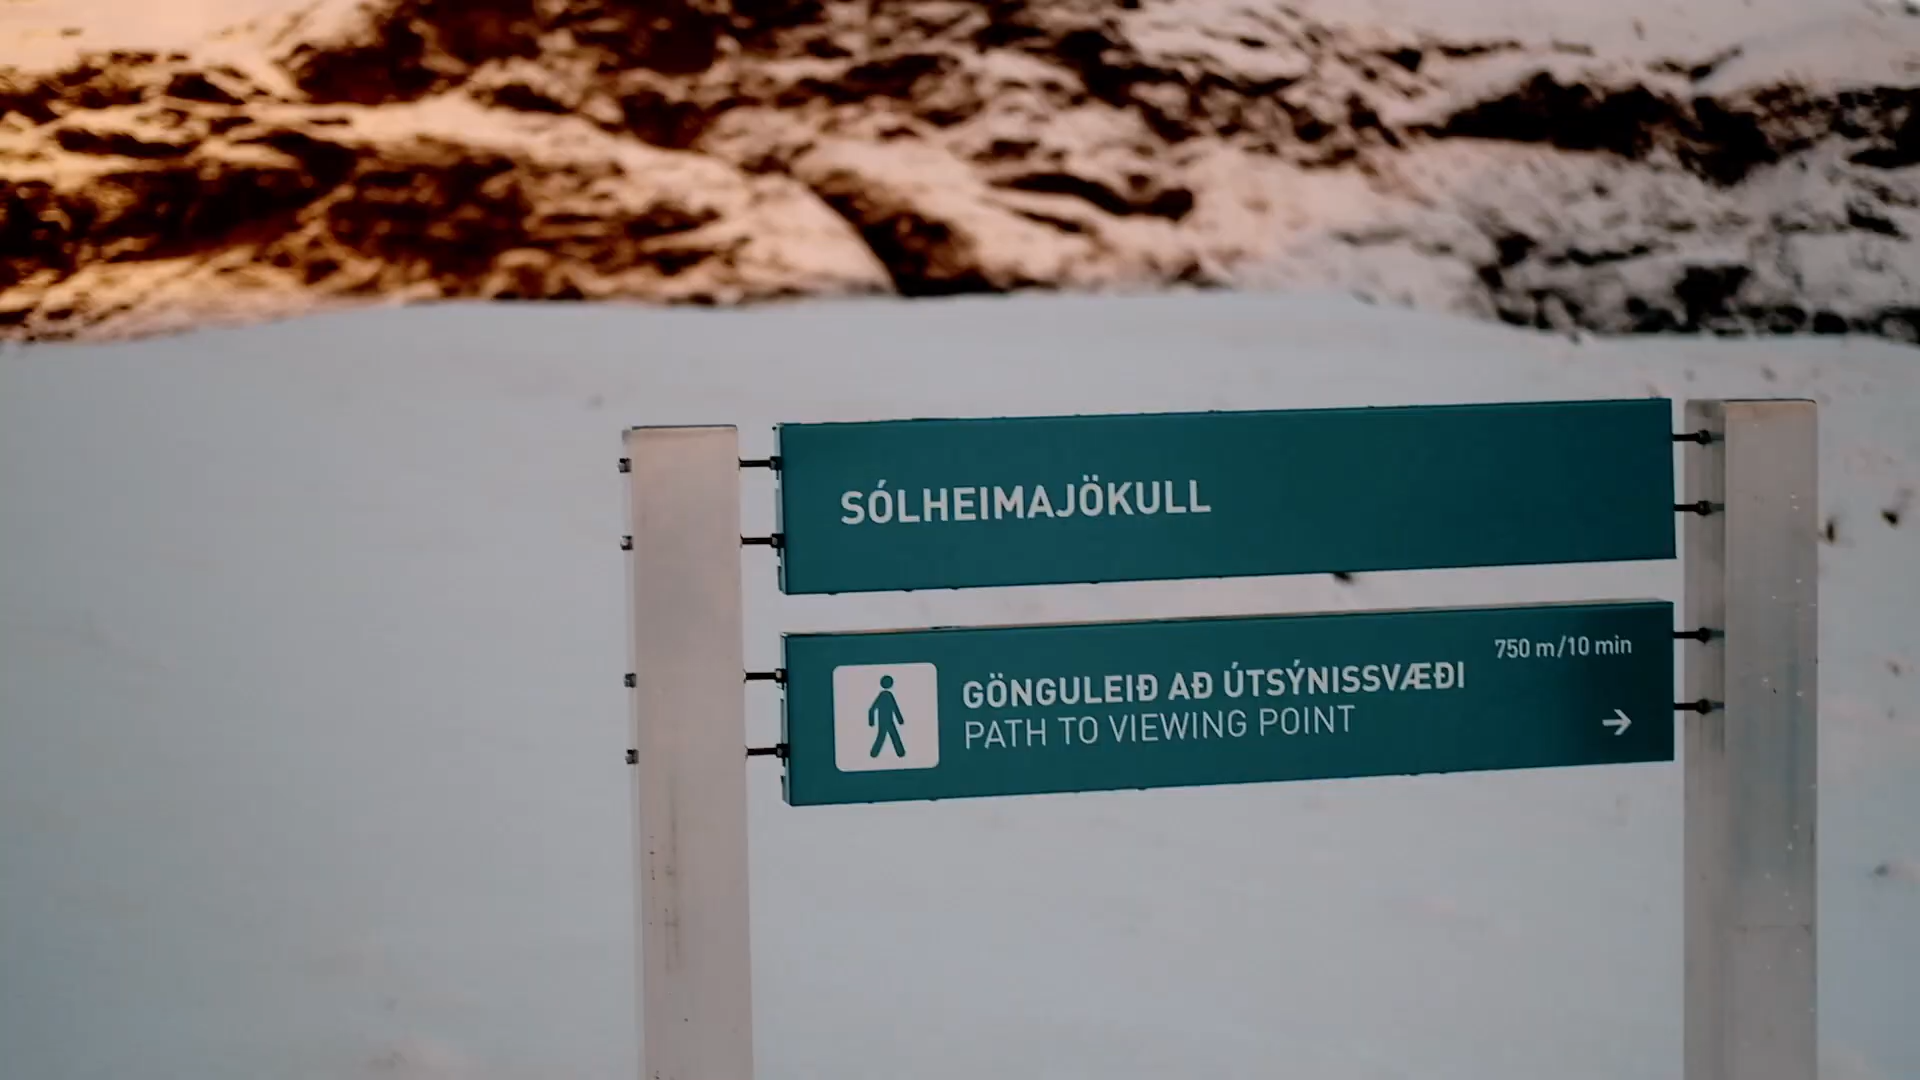 SÓLHEIMAJÖKULL
750 m/10 min
GÖNGULEIÐ AÐ ÚTSÝNISSVÆÐI
PATH TO VIEWING POINT
→